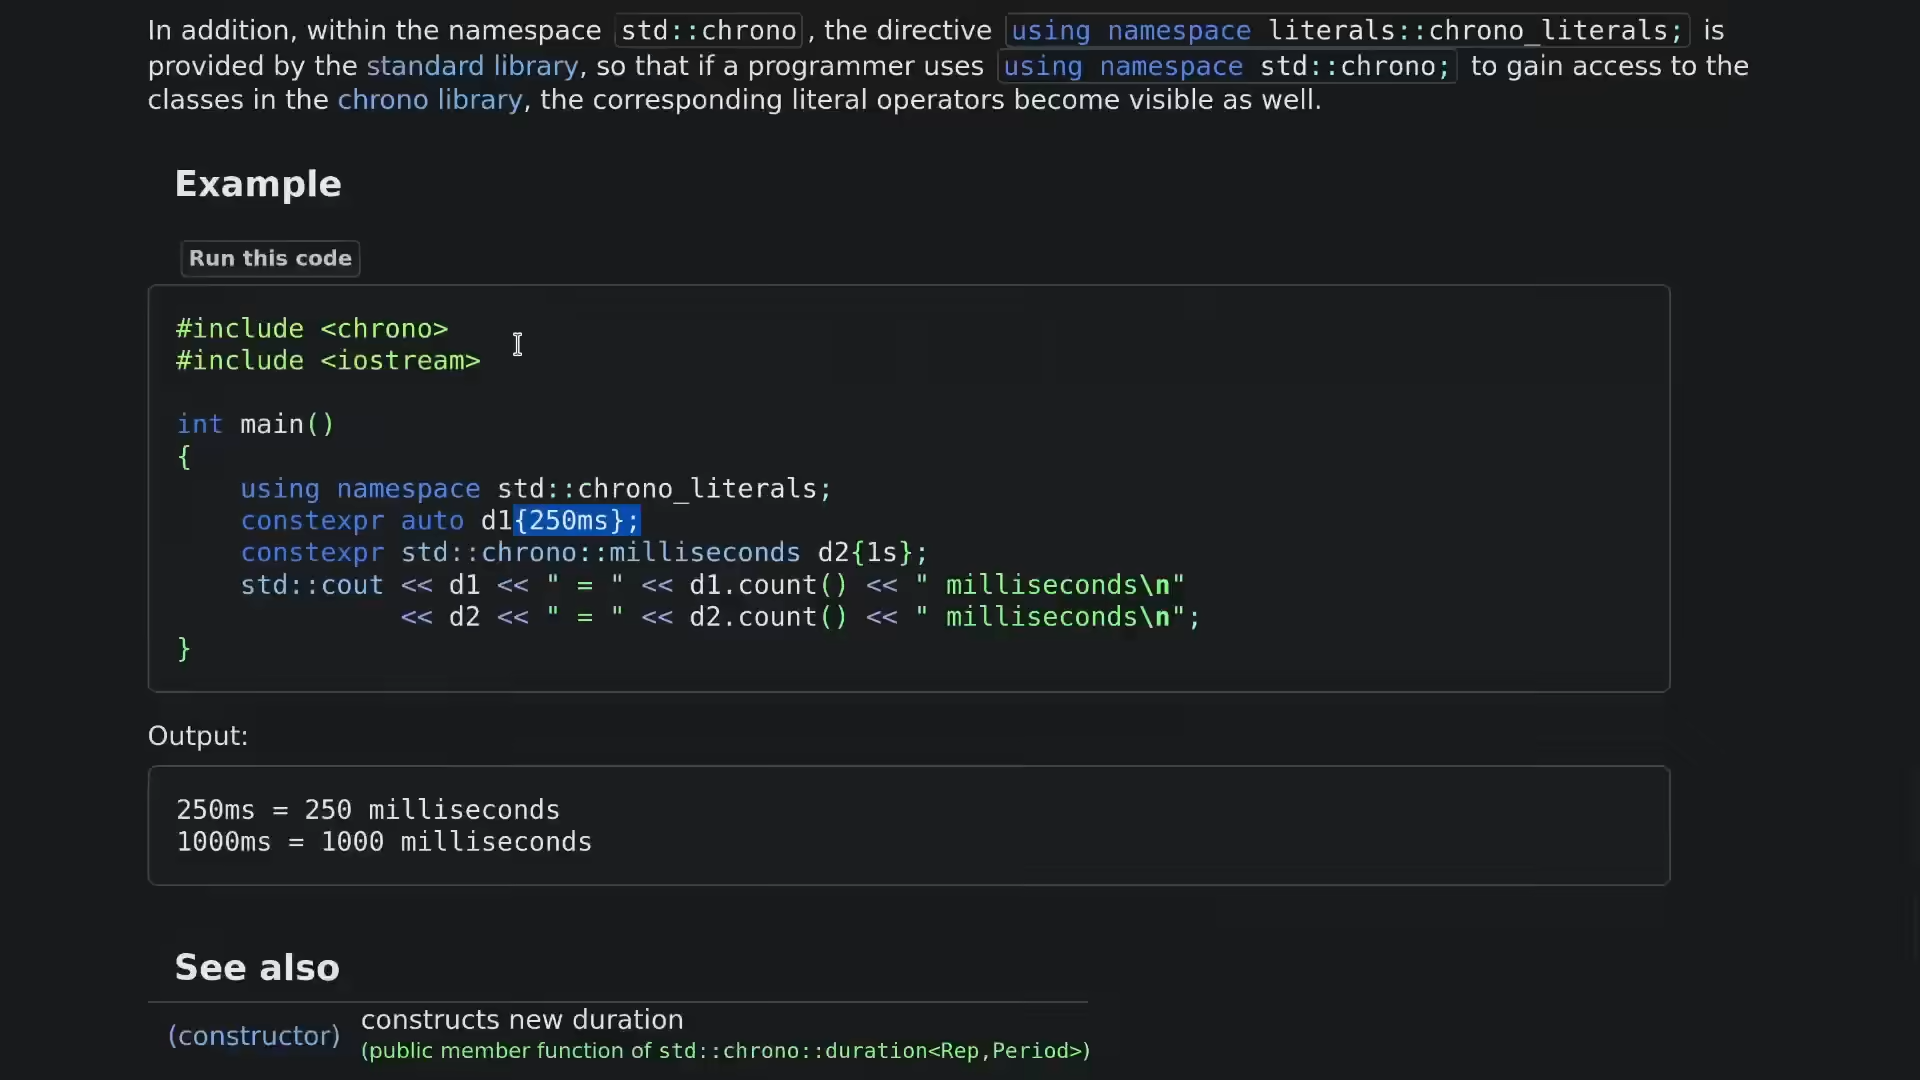 In addition, within the namespace std::chrono, the directive using namespace literals::chrono_literals; is
provided by the standard library, so that if a programmer uses using namespace std::chrono; to gain access to the
classes in the chrono library, the corresponding literal operators become visible as well.
Example
Run this code
#include <chrono>
#include <iostream>
int main()
{
    using namespace std::chrono_literals;
    constexpr auto d1{250ms};
    constexpr std::chrono::milliseconds d2{1s};
    std::cout << d1 << " = " << d1.count() << " milliseconds\n"
              << d2 << " = " << d2.count() << " milliseconds\n";
}
Output:
250ms = 250 milliseconds
1000ms = 1000 milliseconds
See also
(constructor) constructs new duration
(public member function of std::chrono::duration<Rep,Period>)